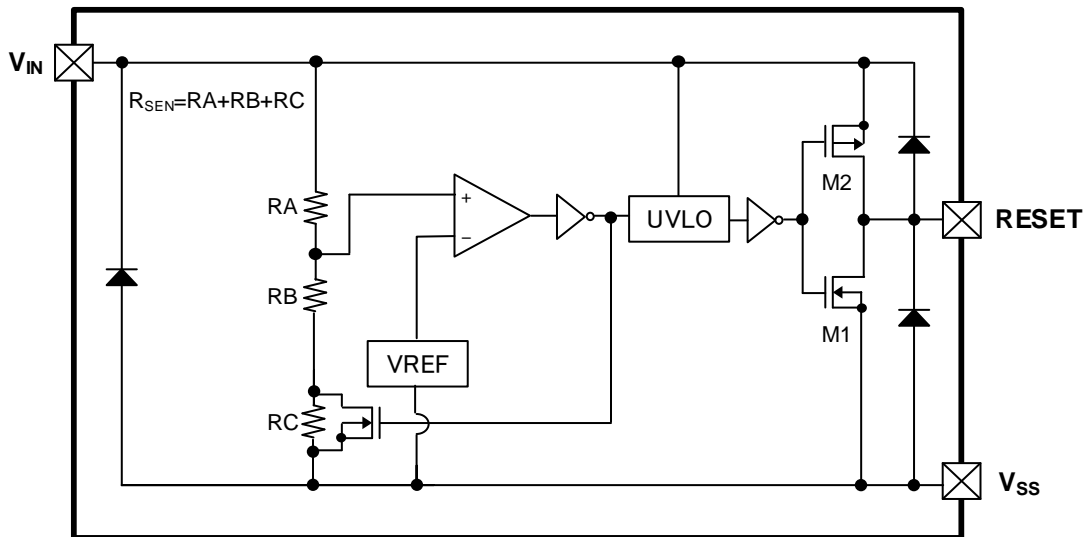 V_IN
R_SEN=RA+RB+RC
RA
+
−
UVLO
M2
RESET
RB
M1
VREF
RC
V_SS